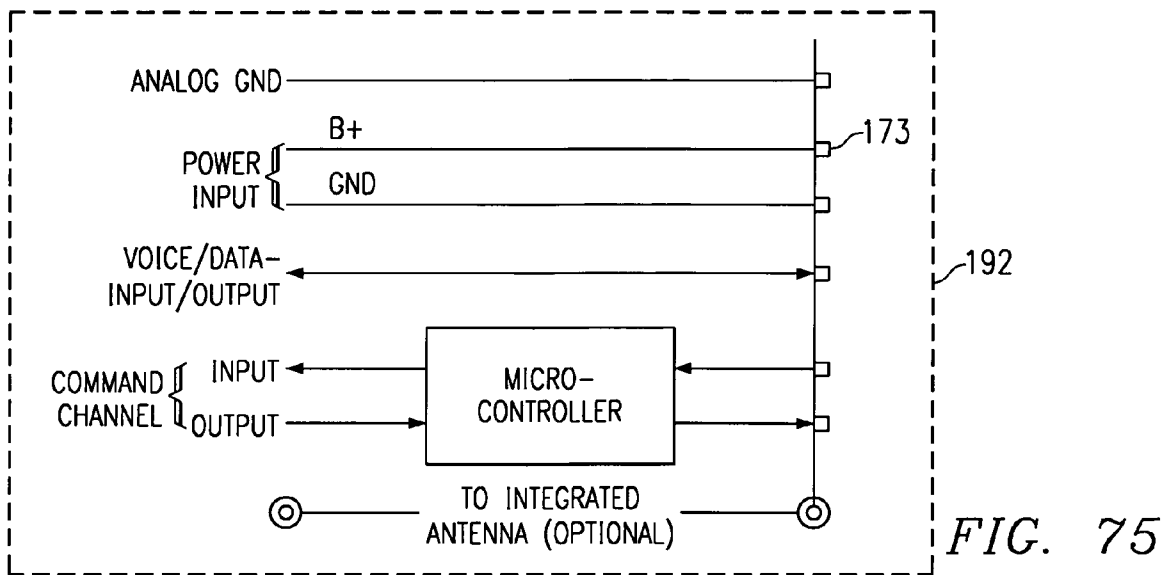 ANALOG GND
B+
173
POWER
INPUT
GND
VOICE/DATA-
INPUT/OUTPUT
192
COMMAND
CHANNEL
INPUT
OUTPUT
MICRO-
CONTROLLER
TO INTEGRATED
ANTENNA (OPTIONAL)
FIG. 75